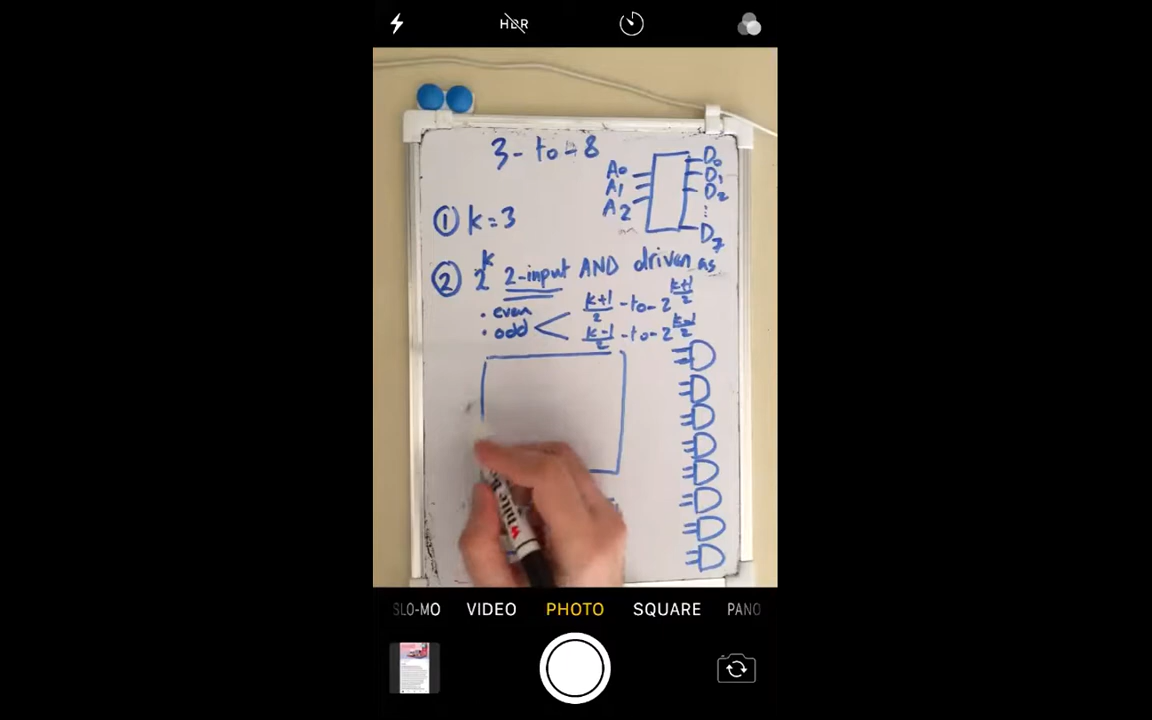 HDR
3-to-8
A0
A1
A2
D0
D1
D2
⋮
D7
① k=3
② 2^k 2-input AND driven as
• even
• odd
(k+1)/2 -to- 2^((k+1)/2)
(k-1)/2 -to- 2^((k-1)/2)
White Bo
SLO-MO VIDEO PHOTO SQUARE PANO